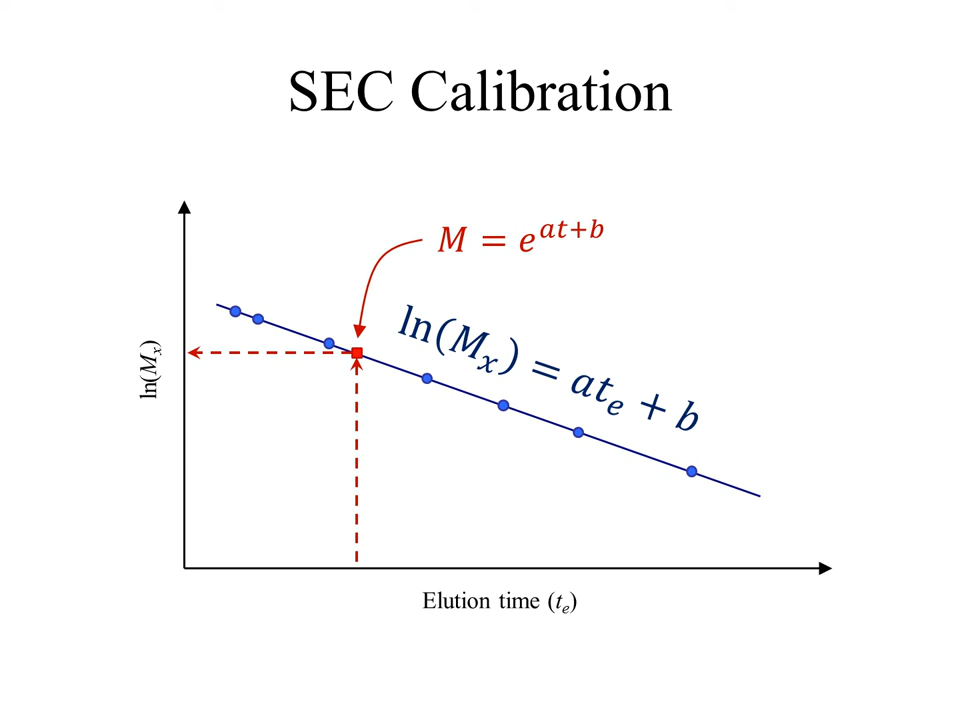 SEC Calibration
M = e^{at+b}
ln(M_x) = at_e + b
ln(M_x)
Elution time (t_e)